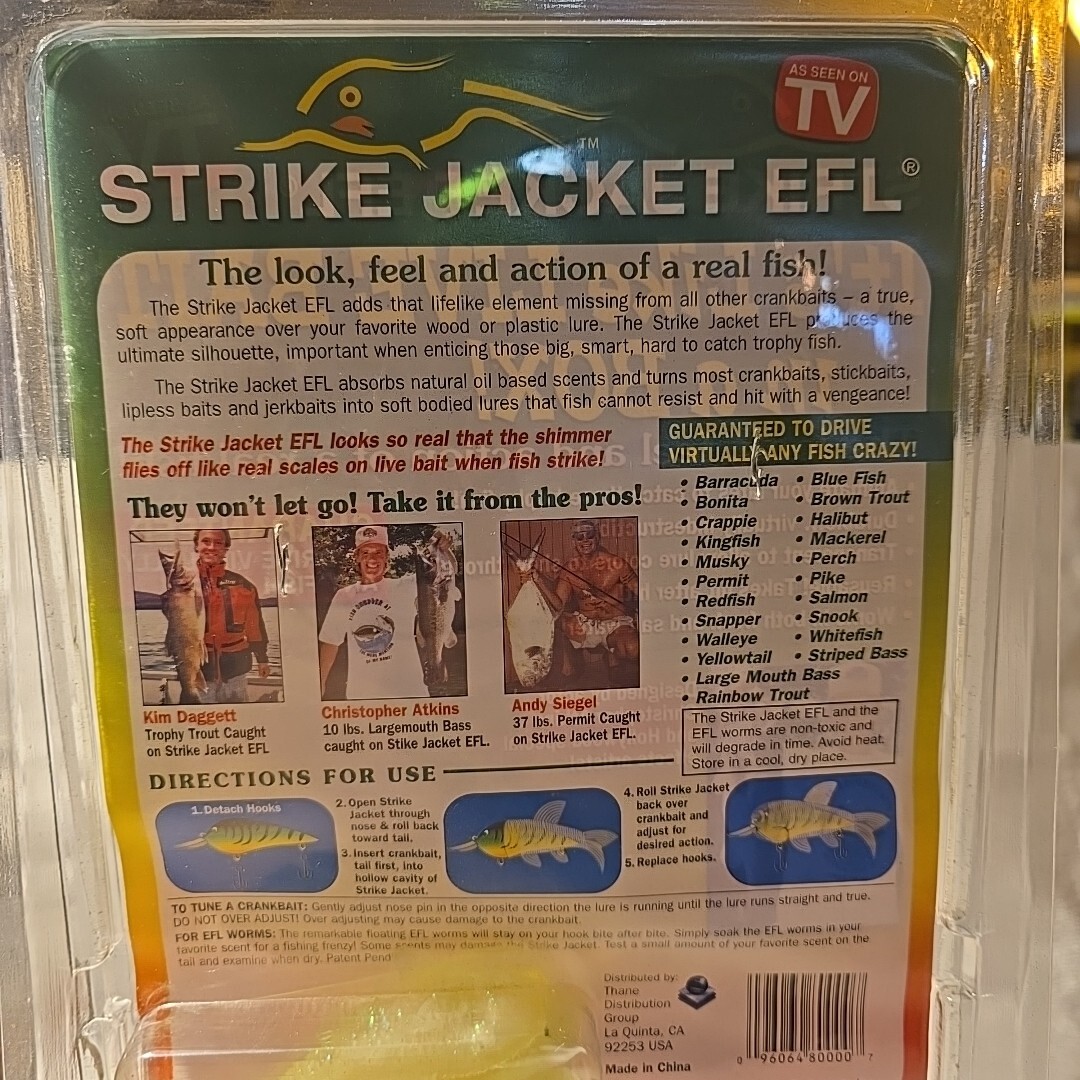 AS SEEN ON
TV
TM
STRIKE JACKET EFL®
The look, feel and action of a real fish!
The Strike Jacket EFL adds that lifelike element missing from all other crankbaits – a true,
soft appearance over your favorite wood or plastic lure. The Strike Jacket EFL produces the
ultimate silhouette, important when enticing those big, smart, hard to catch trophy fish.
The Strike Jacket EFL absorbs natural oil based scents and turns most crankbaits, stickbaits,
lipless baits and jerkbaits into soft bodied lures that fish cannot resist and hit with a vengeance!
The Strike Jacket EFL looks so real that the shimmer
flies off like real scales on live bait when fish strike!
They won't let go! Take it from the pros!
Kim Daggett
Trophy Trout Caught
on Strike Jacket EFL
Christopher Atkins
10 lbs. Largemouth Bass
caught on Stike Jacket EFL.
Andy Siegel
37 lbs. Permit Caught
on Strike Jacket EFL.
GUARANTEED TO DRIVE
VIRTUALLY ANY FISH CRAZY!
• Barracuda
• Bonita
• Crappie
• Kingfish
• Musky
• Permit
• Redfish
• Snapper
• Walleye
• Yellowtail
• Large Mouth Bass
• Rainbow Trout
• Blue Fish
• Brown Trout
• Halibut
• Mackerel
• Perch
• Pike
• Salmon
• Snook
• Whitefish
• Striped Bass
The Strike Jacket EFL and the
EFL worms are non-toxic and
will degrade in time. Avoid heat.
Store in a cool, dry place.
DIRECTIONS FOR USE
1. Detach Hooks
2. Open Strike
Jacket through
nose & roll back
toward tail.
3. Insert crankbait,
tail first, into
hollow cavity of
Strike Jacket.
4. Roll Strike Jacket
back over
crankbait and
adjust for
desired action.
5. Replace hooks.
TO TUNE A CRANKBAIT: Gently adjust nose pin in the opposite direction the lure is running until the lure runs straight and true.
DO NOT OVER ADJUST! Over adjusting may cause damage to the crankbait.
FOR EFL WORMS: The remarkable floating EFL worms will stay on your hook bite after bite. Simply soak the EFL worms in your
favorite scent for a fishing frenzy! Some scents may damage the Strike Jacket. Test a small amount of your favorite scent on the
tail and examine when dry. Patent Pend
Distributed by:
Thane
Distribution
Group
La Quinta, CA
92253 USA
Made in China
0 96064 80000 7